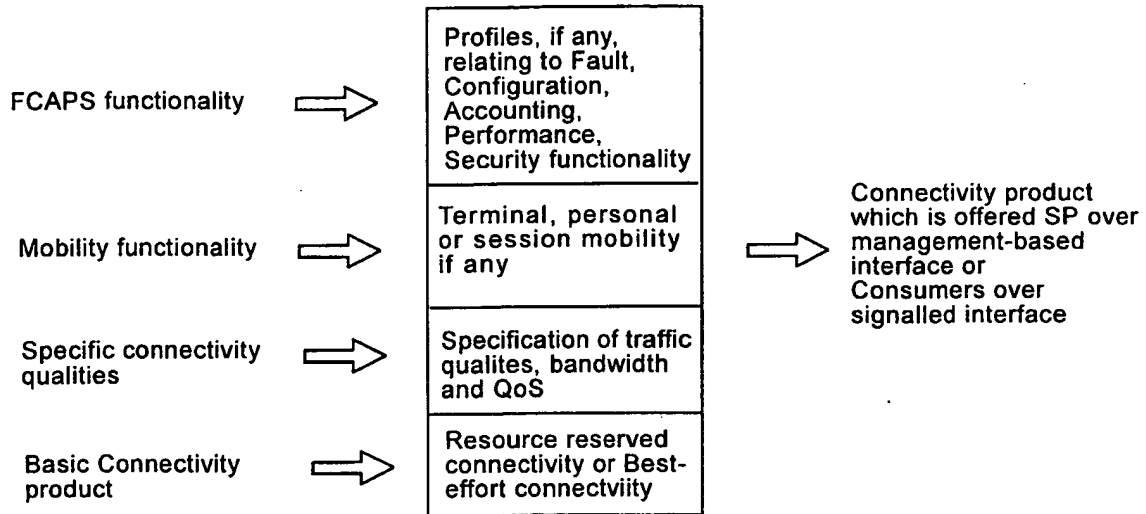 FCAPS functionality
Profiles, if any,
relating to Fault,
Configuration,
Accounting,
Performance,
Security functionality
Mobility functionality
Terminal, personal
or session mobility
if any
Specific connectivity
qualities
Specification of traffic
qualites, bandwidth
and QoS
Basic Connectivity
product
Resource reserved
connectivity or Best-
effort connectviity
Connectivity product
which is offered SP over
management-based
interface or
Consumers over
signalled interface